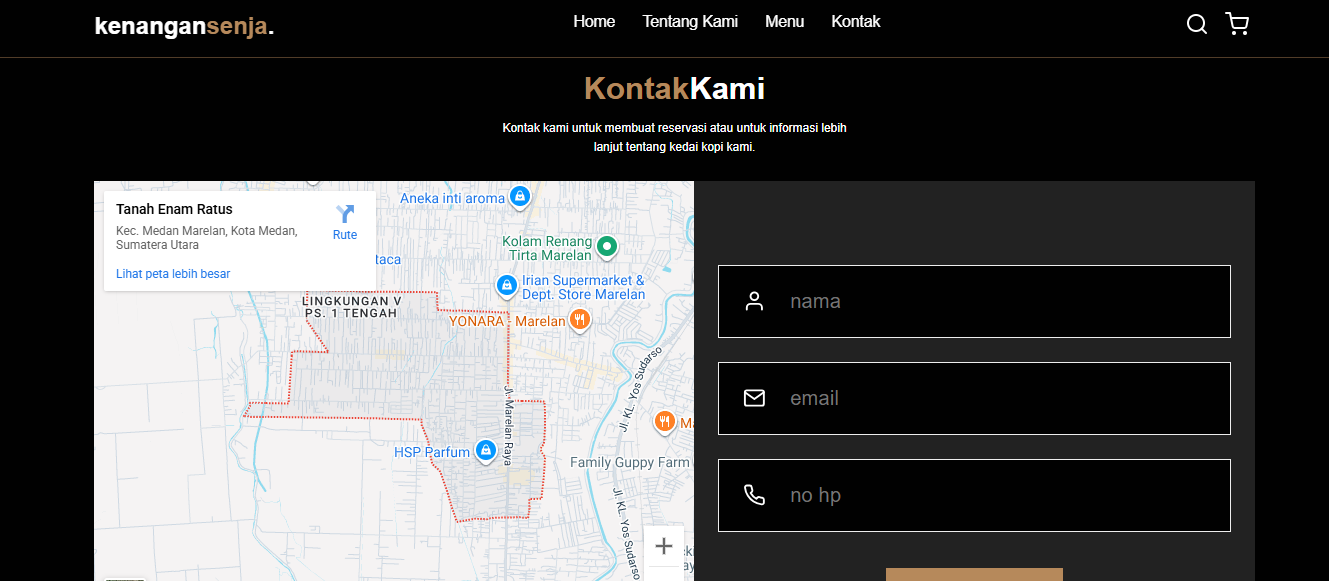 kenangansenja.
Home
Tentang Kami
Menu
Kontak
KontakKami
Kontak kami untuk membuat reservasi atau untuk informasi lebih
lanjut tentang kedai kopi kami.
Tanah Enam Ratus
Kec. Medan Marelan, Kota Medan,
Sumatera Utara
Rute
Lihat peta lebih besar
Aneka inti aroma
Kolam Renang
Tirta Marelan
taca
Irian Supermarket &
Dept. Store Marelan
LINGKUNGAN V
PS. 1 TENGAH
YONARA - Marelan
Jl. KL. Yos Sudarso
Jl. Marelan Raya
HSP Parfum
Family Guppy Farm
Jl. KL. Yos Sudarso
nama
email
no hp